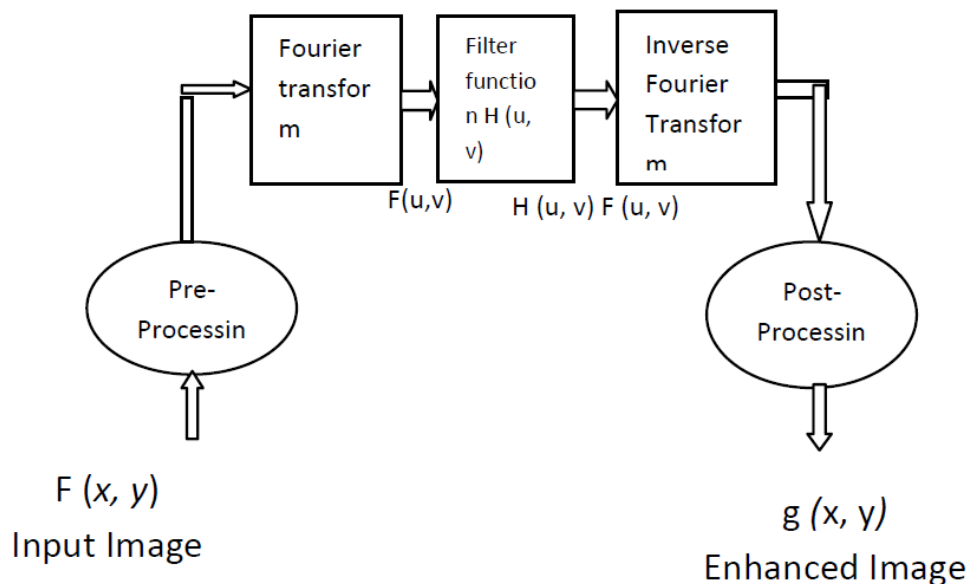 Fourier
transfor
m
Filter
functio
n H (u,
v)
Inverse
Fourier
Transfor
m
F(u,v)
H (u, v) F (u, v)
Pre-
Processin
Post-
Processin
F (x, y)
Input Image
g (x, y)
Enhanced Image